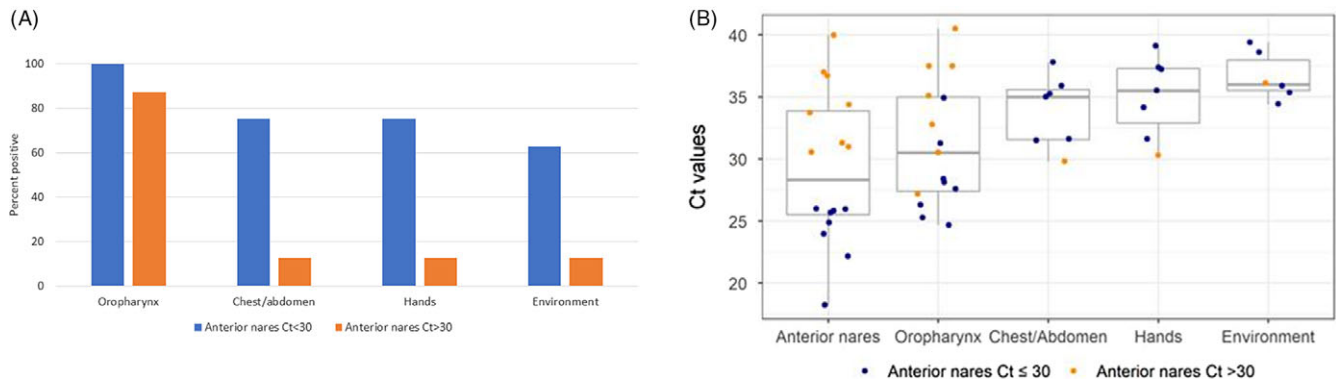 (A)
100
80
60
40
20
0
Percent positive
Oropharynx Chest/abdomen Hands Environment
Anterior nares Ct<30 Anterior nares Ct>30
(B)
40
35
30
25
20
Ct values
Anterior nares Oropharynx Chest/Abdomen Hands Environment
Anterior nares Ct ≤ 30 Anterior nares Ct >30